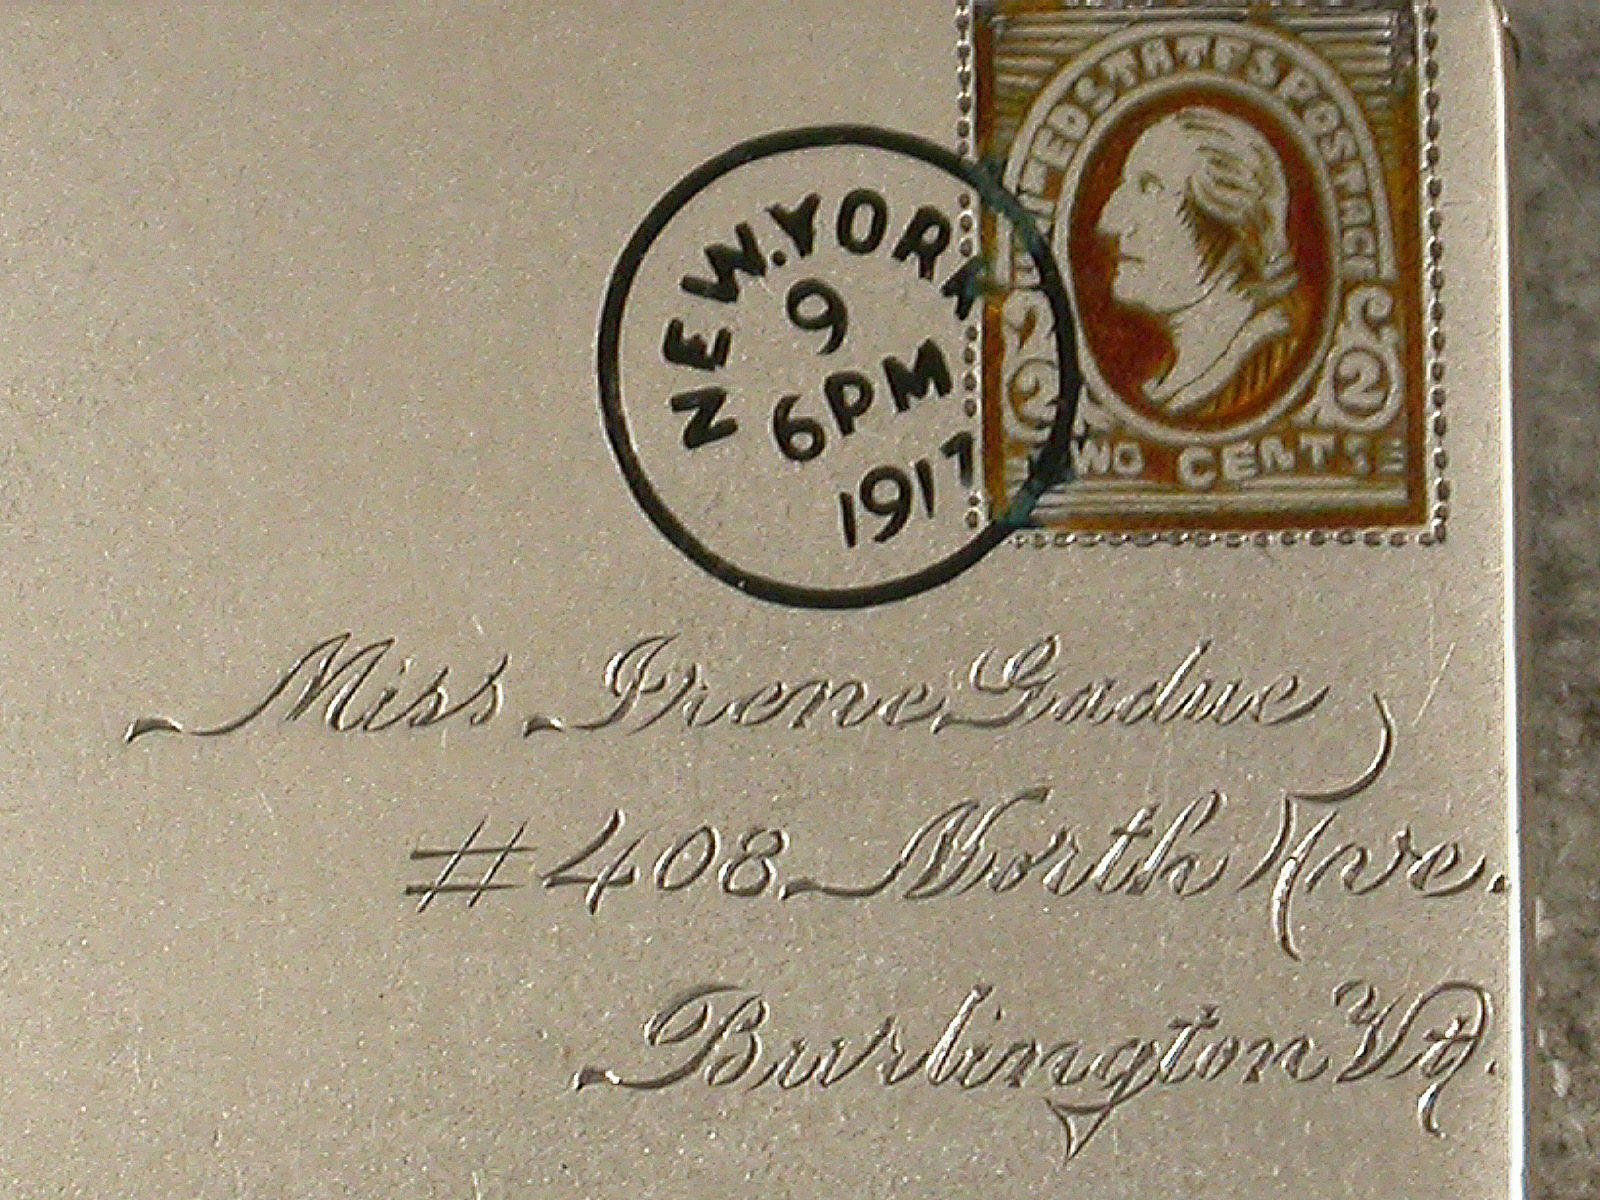 UNITED STATES POSTAGE
2 2
TWO CENTS
NEW.YORK
9
6PM
1917
Miss Irene Gadue
#408 North Ave.
Burlington Vt.